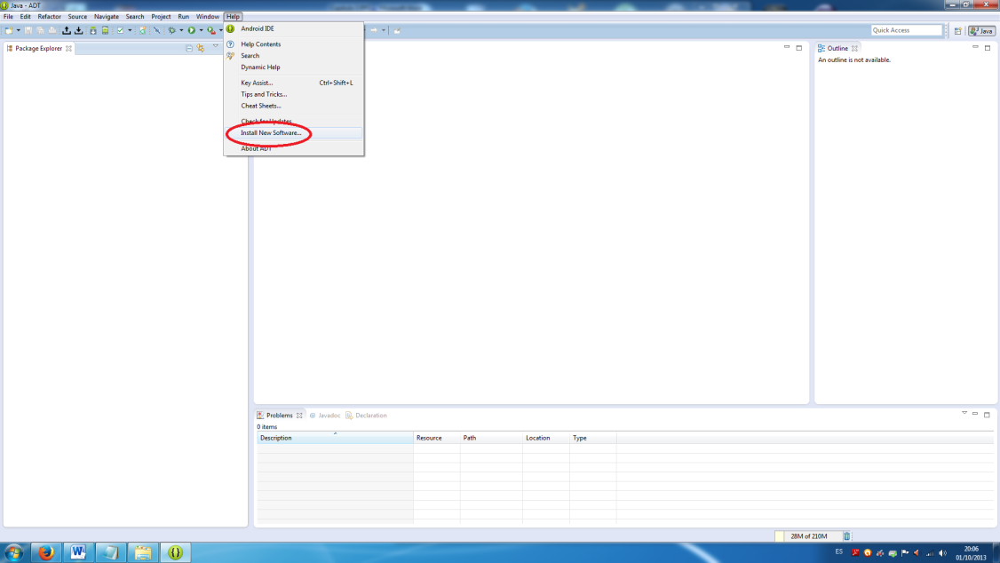 Java - ADT
File Edit Refactor Source Navigate Search Project Run Window Help
Android IDE
Help Contents
Search
Dynamic Help
Key Assist... Ctrl+Shift+L
Tips and Tricks...
Cheat Sheets...
Check for Updates
Install New Software...
About ADT
Quick Access
Java
Package Explorer
Outline
An outline is not available.
Problems Javadoc Declaration
0 items
Description Resource Path Location Type
28M of 210M
ES
20:06
01/10/2013